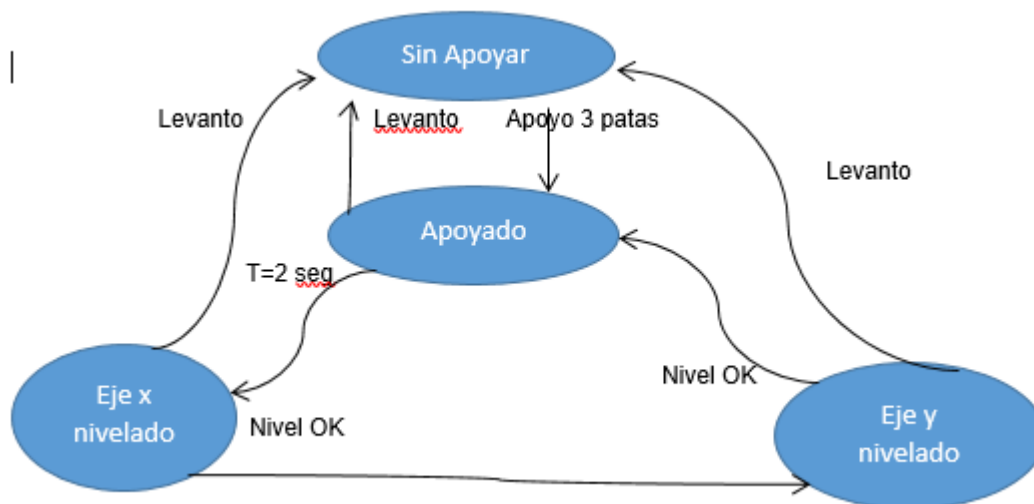 Sin Apoyar
Levanto
Levanto
Apoyo 3 patas
Levanto
Apoyado
T=2 seg
Nivel OK
Eje x
nivelado
Nivel OK
Eje y
nivelado